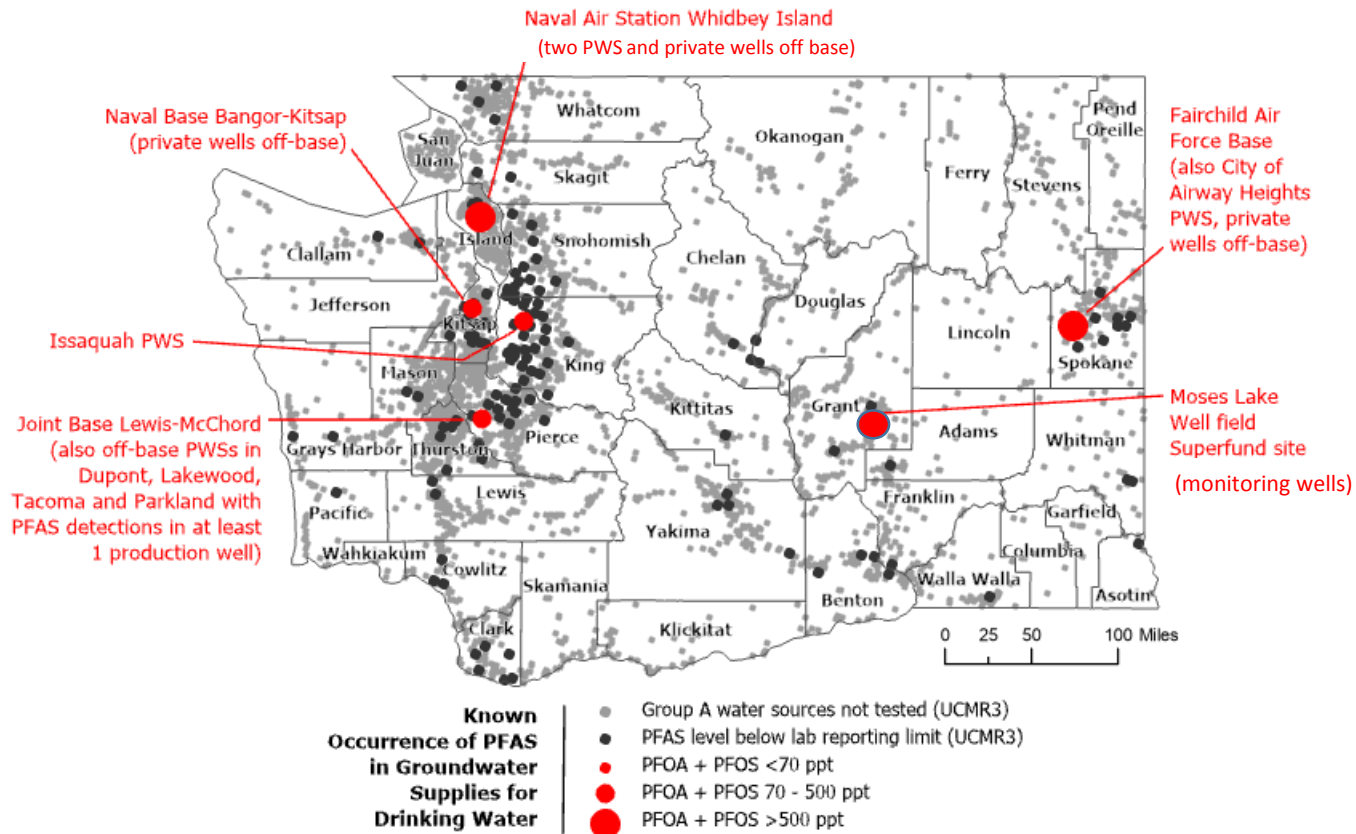 Naval Air Station Whidbey Island
(two PWS and private wells off base)
Naval Base Bangor-Kitsap
(private wells off-base)
Fairchild Air
Force Base
(also City of
Airway Heights
PWS, private
wells off-base)
Issaquah PWS
Joint Base Lewis-McChord
(also off-base PWSs in
Dupont, Lakewood,
Tacoma and Parkland with
PFAS detections in at least
1 production well)
Moses Lake
Well field
Superfund site
(monitoring wells)
Whatcom
San
Juan
Skagit
Island
Snohomish
Clallam
Jefferson
Kitsap
Mason
King
Grays Harbor
Thurston
Pierce
Pacific
Lewis
Wahkiakum
Cowlitz
Skamania
Clark
Okanogan
Ferry
Stevens
Pend
Oreille
Chelan
Douglas
Lincoln
Spokane
Kittitas
Grant
Adams
Whitman
Yakima
Franklin
Garfield
Columbia
Walla Walla
Asotin
Benton
Klickitat
0 25 50 100 Miles
Known
Occurrence of PFAS
in Groundwater
Supplies for
Drinking Water
Group A water sources not tested (UCMR3)
PFAS level below lab reporting limit (UCMR3)
PFOA + PFOS <70 ppt
PFOA + PFOS 70 - 500 ppt
PFOA + PFOS >500 ppt